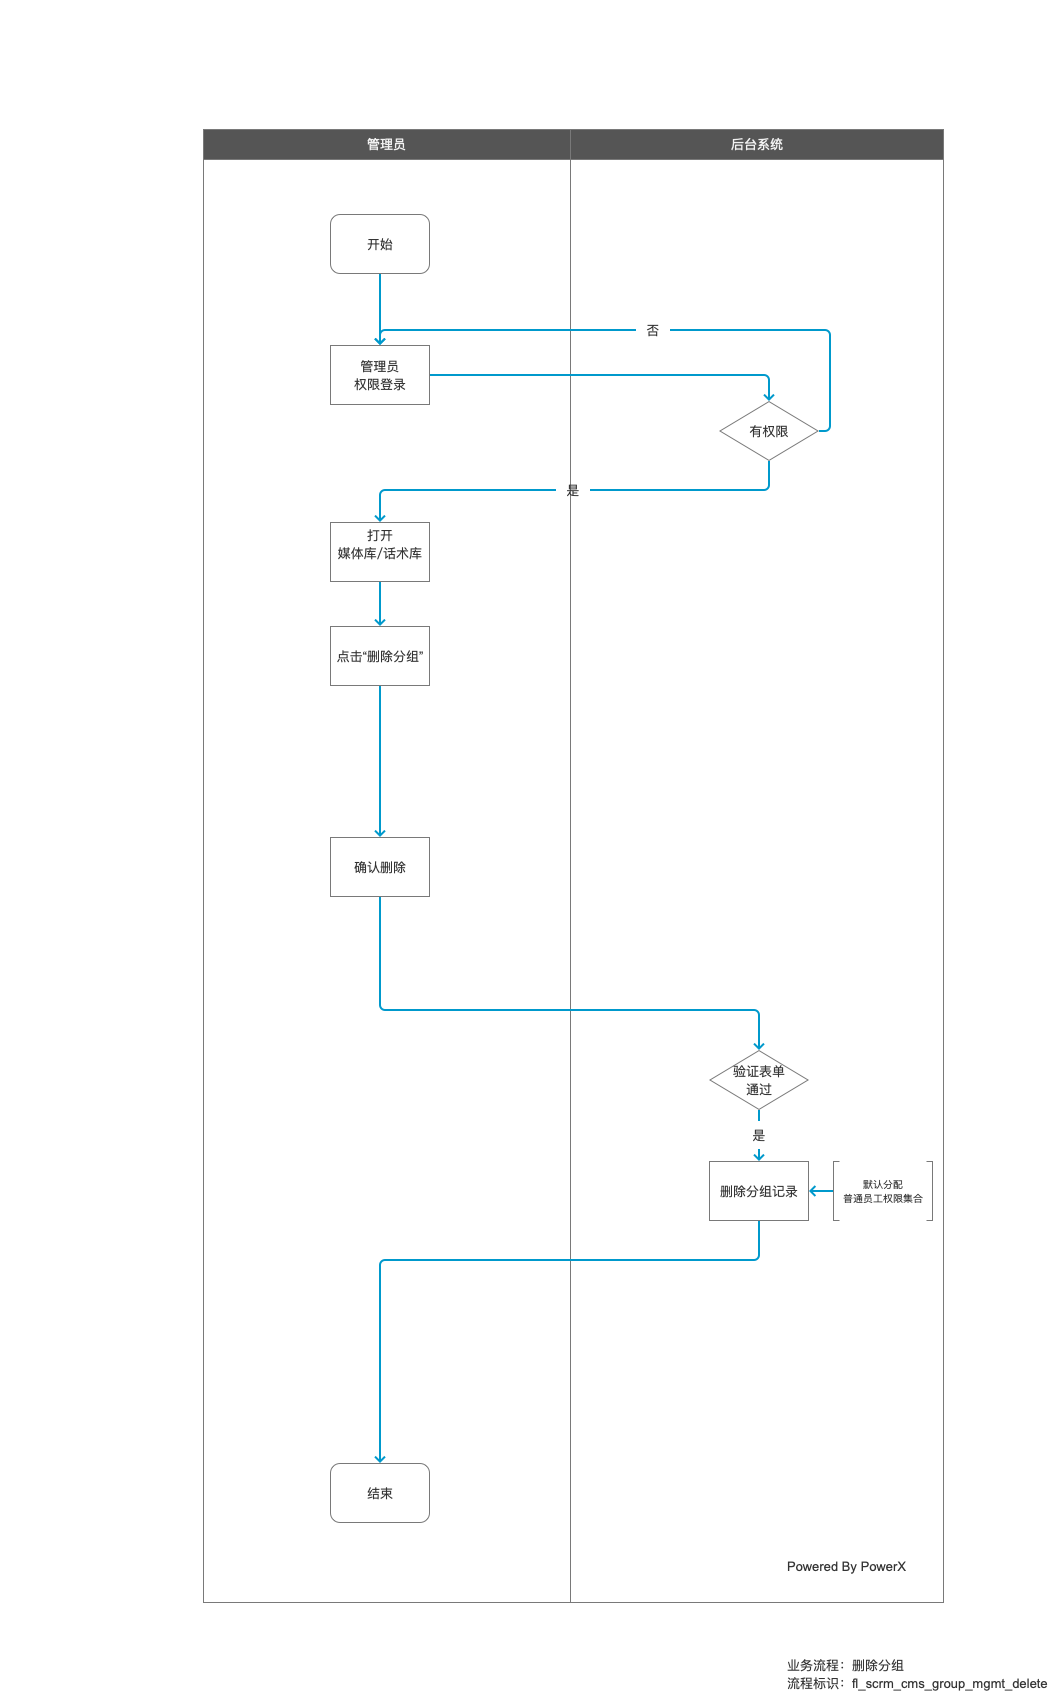 管理员
后台系统
开始
否
管理员
权限登录
有权限
是
打开
媒体库/话术库
点击“删除分组”
确认删除
验证表单
通过
是
删除分组记录
默认分配
普通员工权限集合
结束
Powered By PowerX
业务流程：删除分组
流程标识：fl_scrm_cms_group_mgmt_delete